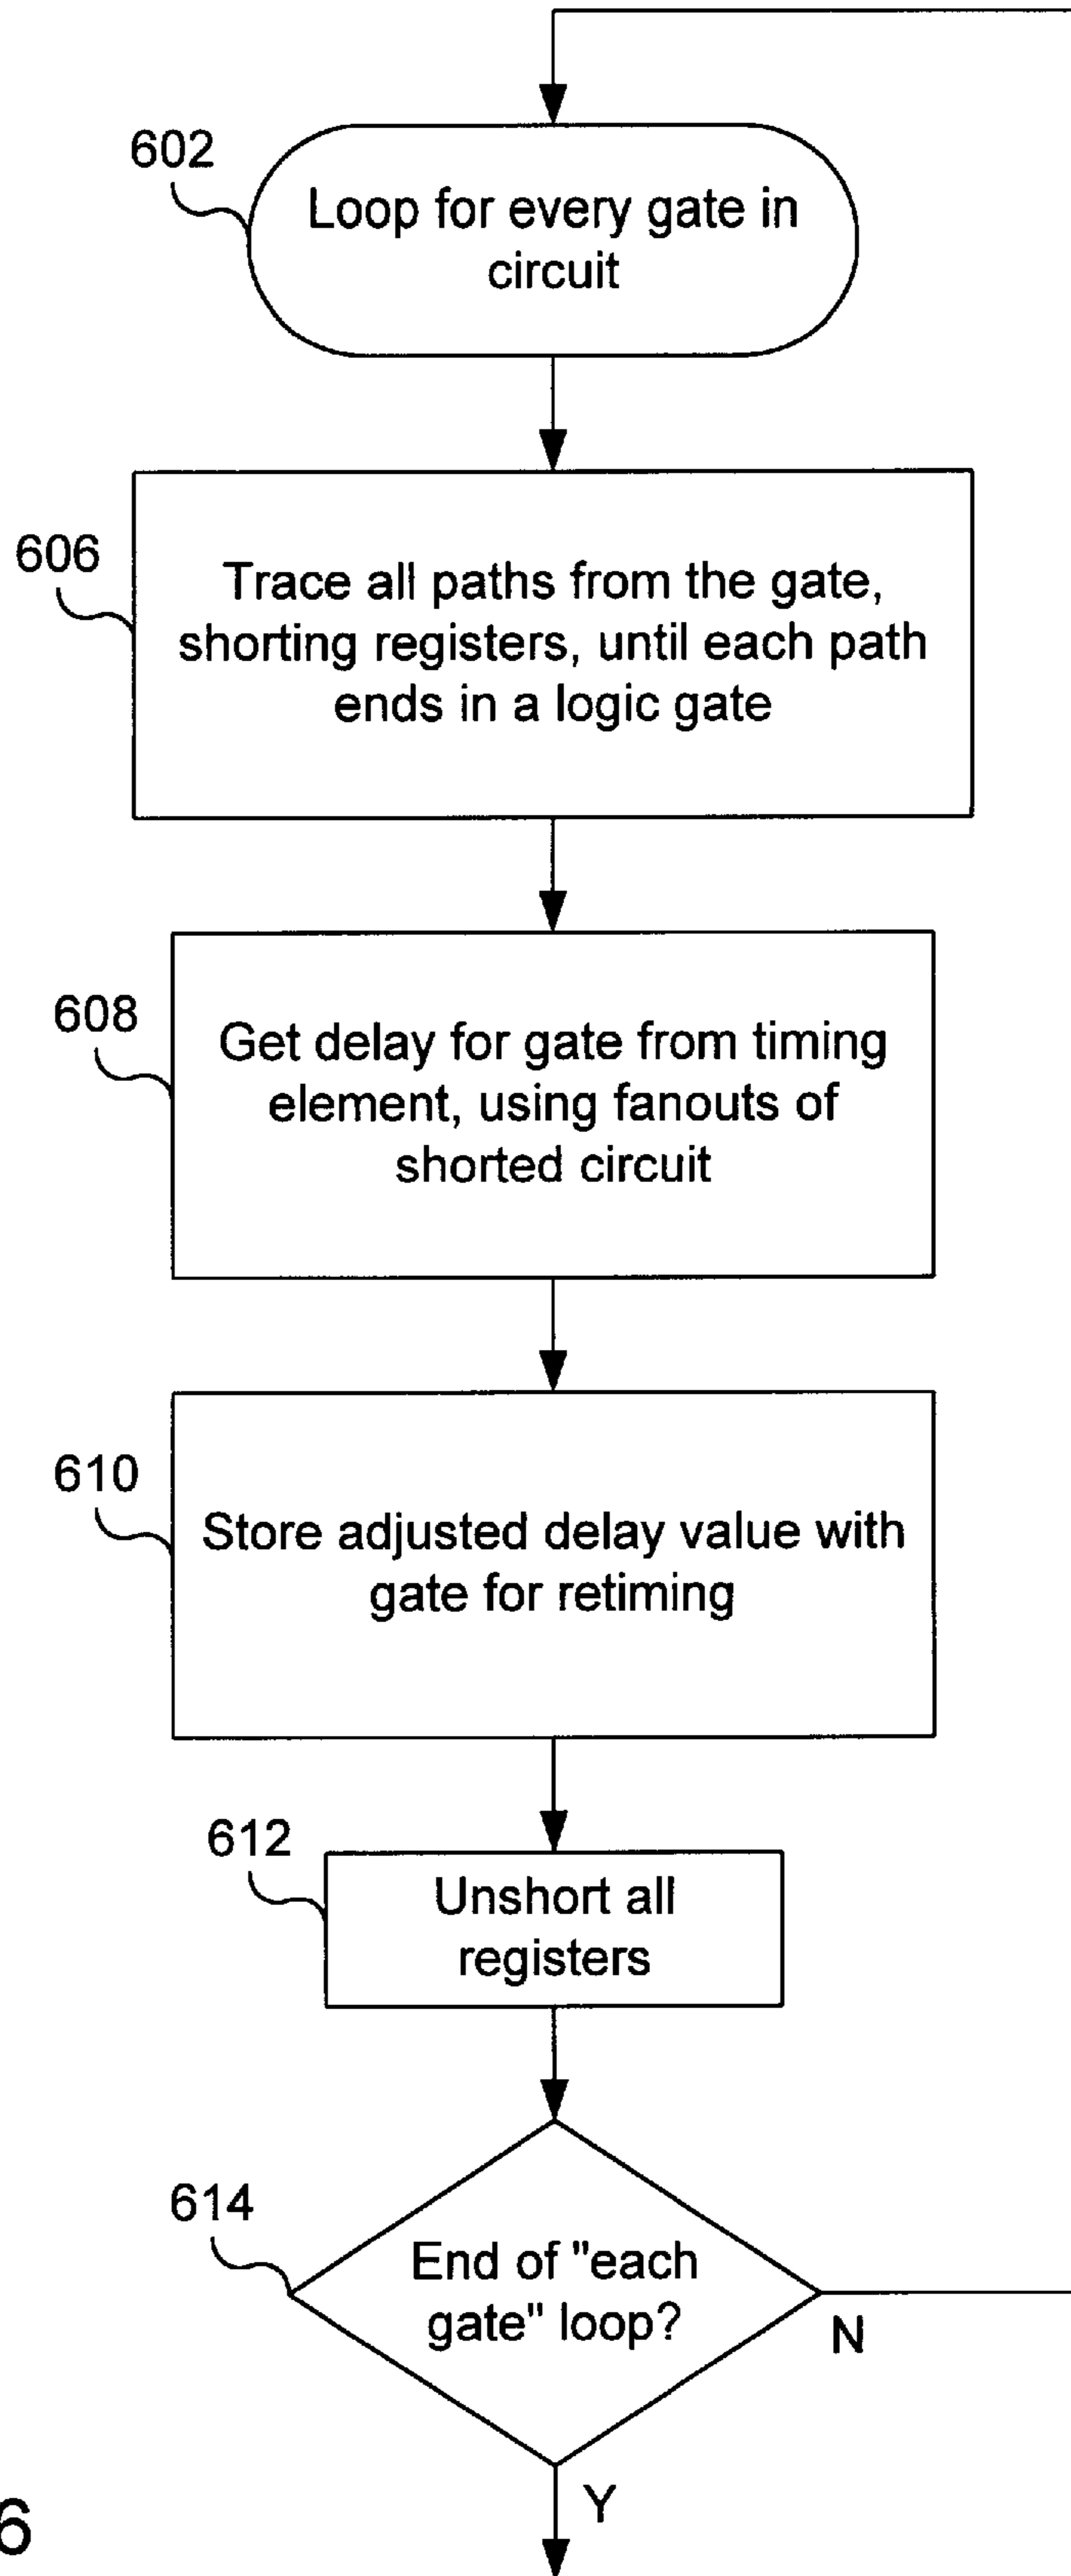 602
Loop for every gate in
circuit
606
Trace all paths from the gate,
shorting registers, until each path
ends in a logic gate
608
Get delay for gate from timing
element, using fanouts of
shorted circuit
610
Store adjusted delay value with
gate for retiming
612
Unshort all
registers
614
End of "each
gate" loop?
N
Y
6